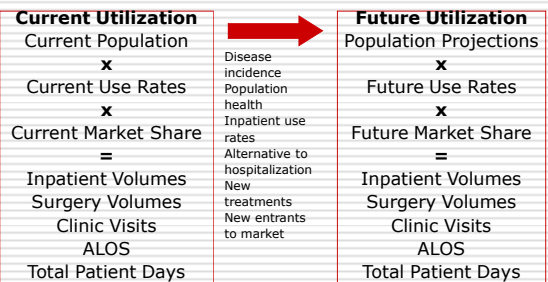 Current Utilization
Current Population
x
Current Use Rates
x
Current Market Share
=
Inpatient Volumes
Surgery Volumes
Clinic Visits
ALOS
Total Patient Days
Disease
incidence
Population
health
Inpatient use
rates
Alternative to
hospitalization
New
treatments
New entrants
to market
Future Utilization
Population Projections
x
Future Use Rates
x
Future Market Share
=
Inpatient Volumes
Surgery Volumes
Clinic Visits
ALOS
Total Patient Days